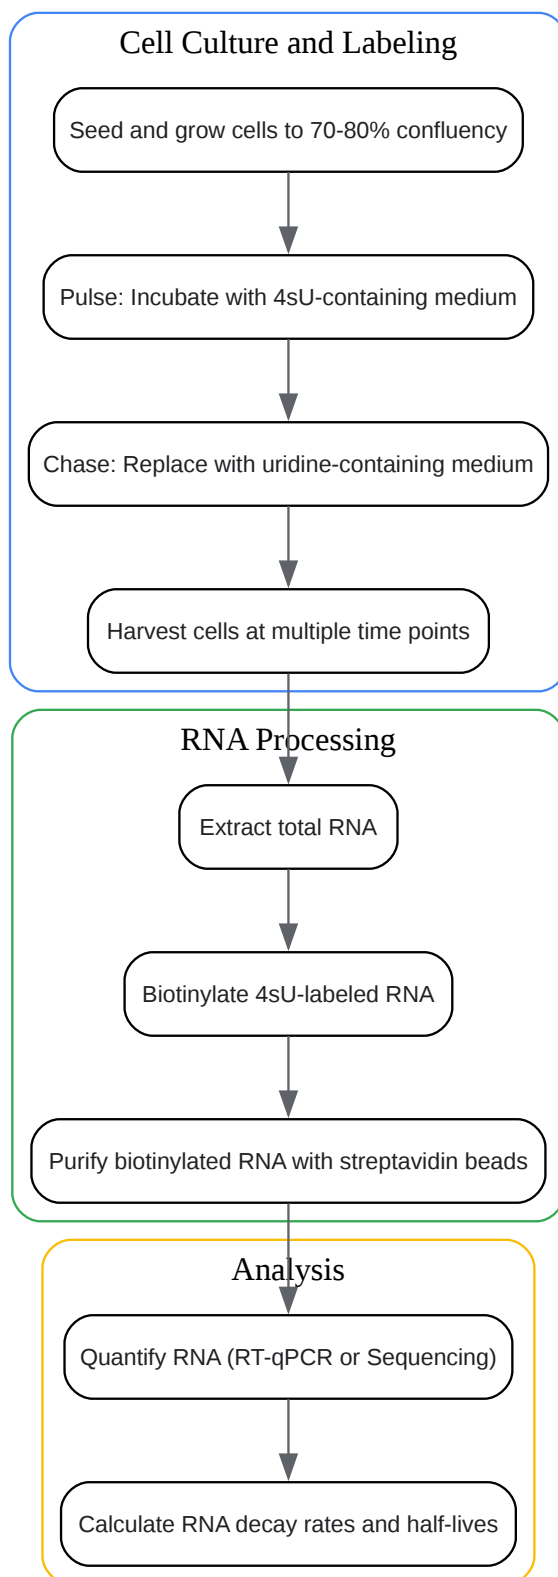 Cell Culture and Labeling
Seed and grow cells to 70-80% confluency
Pulse: Incubate with 4sU-containing medium
Chase: Replace with uridine-containing medium
Harvest cells at multiple time points
RNA Processing
Extract total RNA
Biotinylate 4sU-labeled RNA
Purify biotinylated RNA with streptavidin beads
Analysis
Quantify RNA (RT-qPCR or Sequencing)
Calculate RNA decay rates and half-lives